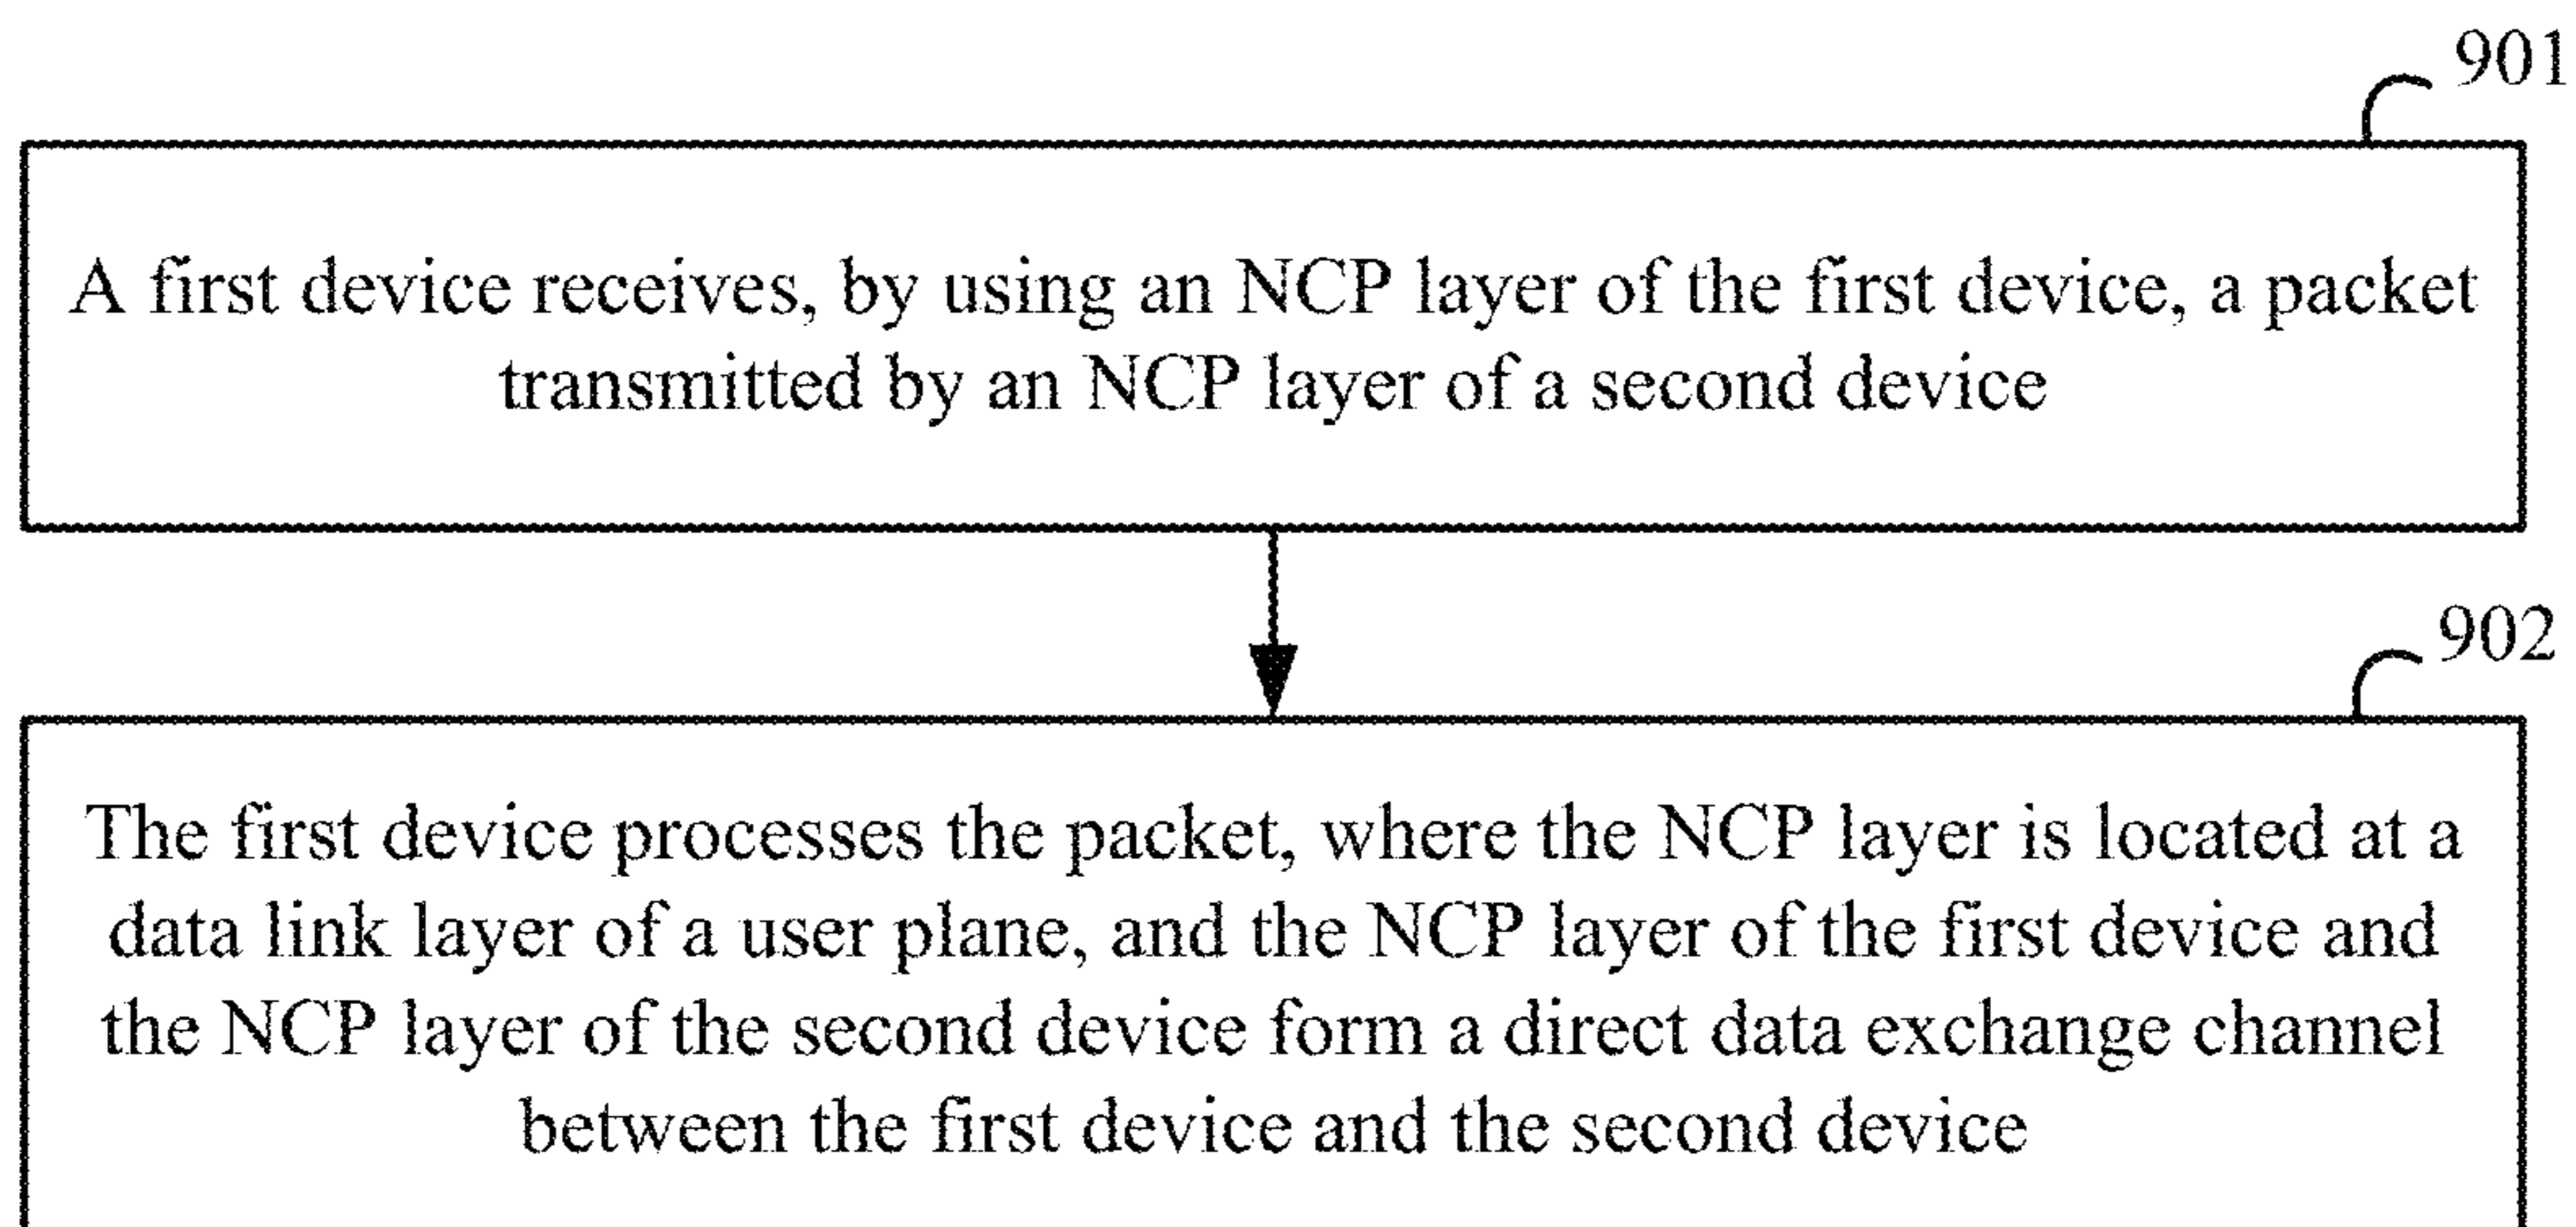 901
A first device receives, by using an NCP layer of the first device, a packet
transmitted by an NCP layer of a second device
902
The first device processes the packet, where the NCP layer is located at a
data link layer of a user plane, and the NCP layer of the first device and
the NCP layer of the second device form a direct data exchange channel
between the first device and the second device